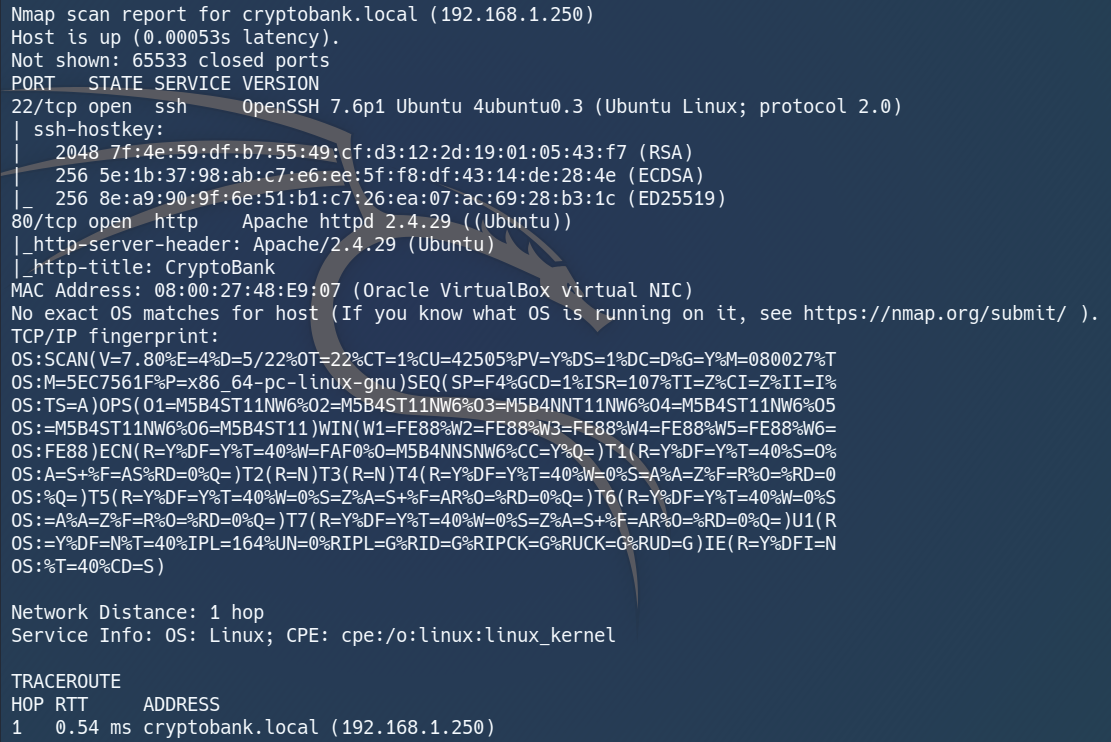 Nmap scan report for cryptobank.local (192.168.1.250)
Host is up (0.00053s latency).
Not shown: 65533 closed ports
PORT   STATE SERVICE VERSION
22/tcp open  ssh     OpenSSH 7.6p1 Ubuntu 4ubuntu0.3 (Ubuntu Linux; protocol 2.0)
| ssh-hostkey:
|   2048 7f:4e:59:df:b7:55:49:cf:d3:12:2d:19:01:05:43:f7 (RSA)
|   256 5e:1b:37:98:ab:c7:e6:ee:5f:f8:df:43:14:de:28:4e (ECDSA)
|_  256 8e:a9:90:9f:6e:51:b1:c7:26:ea:07:ac:69:28:b3:1c (ED25519)
80/tcp open  http    Apache httpd 2.4.29 ((Ubuntu))
|_http-server-header: Apache/2.4.29 (Ubuntu)
|_http-title: CryptoBank
MAC Address: 08:00:27:48:E9:07 (Oracle VirtualBox virtual NIC)
No exact OS matches for host (If you know what OS is running on it, see https://nmap.org/submit/ ).
TCP/IP fingerprint:
OS:SCAN(V=7.80%E=4%D=5/22%OT=22%CT=1%CU=42505%PV=Y%DS=1%DC=D%G=Y%M=080027%T
OS:M=5EC7561F%P=x86_64-pc-linux-gnu)SEQ(SP=F4%GCD=1%ISR=107%TI=Z%CI=Z%II=I%
OS:TS=A)OPS(O1=M5B4ST11NW6%O2=M5B4ST11NW6%O3=M5B4NNT11NW6%O4=M5B4ST11NW6%O5
OS:=M5B4ST11NW6%O6=M5B4ST11)WIN(W1=FE88%W2=FE88%W3=FE88%W4=FE88%W5=FE88%W6=
OS:FE88)ECN(R=Y%DF=Y%T=40%W=FAF0%O=M5B4NNSNW6%CC=Y%Q=)T1(R=Y%DF=Y%T=40%S=O%
OS:A=S+%F=AS%RD=0%Q=)T2(R=N)T3(R=N)T4(R=Y%DF=Y%T=40%W=0%S=A%A=Z%F=R%O=%RD=0
OS:%Q=)T5(R=Y%DF=Y%T=40%W=0%S=Z%A=S+%F=AR%O=%RD=0%Q=)T6(R=Y%DF=Y%T=40%W=0%S
OS:=A%A=Z%F=R%O=%RD=0%Q=)T7(R=Y%DF=Y%T=40%W=0%S=Z%A=S+%F=AR%O=%RD=0%Q=)U1(R
OS:=Y%DF=N%T=40%IPL=164%UN=0%RIPL=G%RID=G%RIPCK=G%RUCK=G%RUD=G)IE(R=Y%DFI=N
OS:%T=40%CD=S)
Network Distance: 1 hop
Service Info: OS: Linux; CPE: cpe:/o:linux:linux_kernel
TRACEROUTE
HOP RTT     ADDRESS
1   0.54 ms cryptobank.local (192.168.1.250)